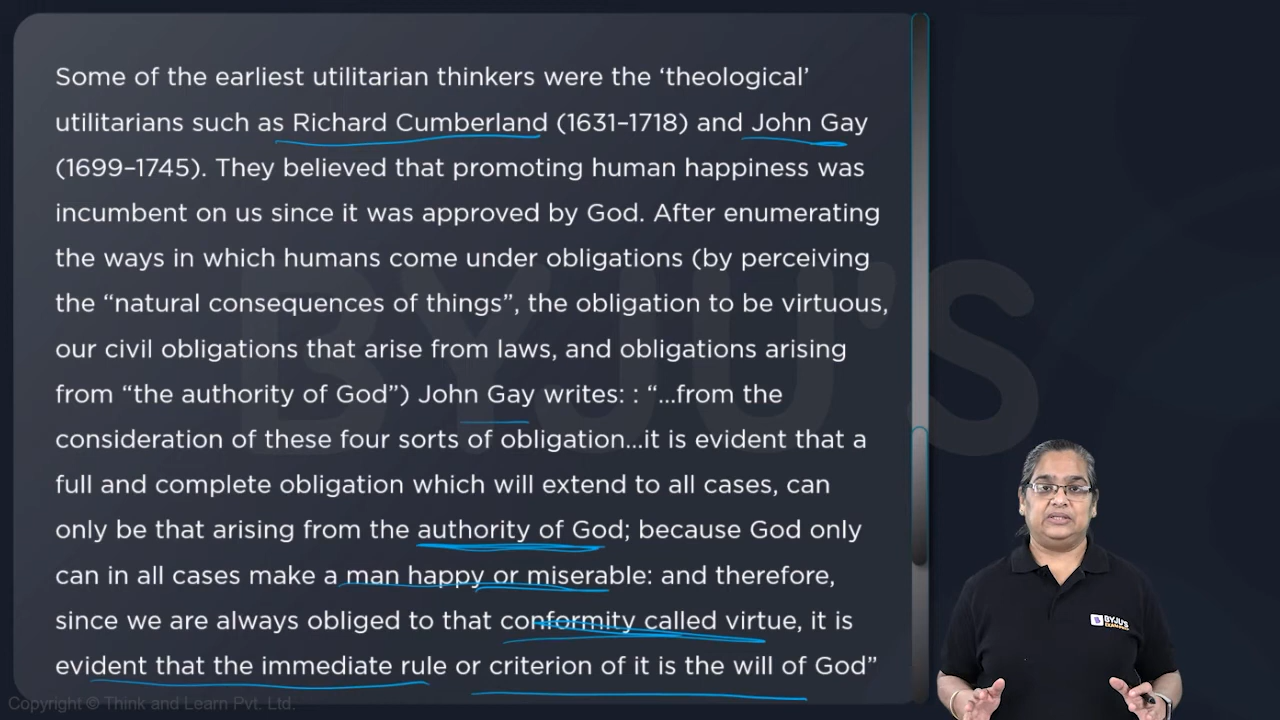 Some of the earliest utilitarian thinkers were the ‘theological’
utilitarians such as Richard Cumberland (1631–1718) and John Gay
(1699–1745). They believed that promoting human happiness was
incumbent on us since it was approved by God. After enumerating
the ways in which humans come under obligations (by perceiving
the “natural consequences of things”, the obligation to be virtuous,
our civil obligations that arise from laws, and obligations arising
from “the authority of God”) John Gay writes: : “...from the
consideration of these four sorts of obligation...it is evident that a
full and complete obligation which will extend to all cases, can
only be that arising from the authority of God; because God only
can in all cases make a man happy or miserable: and therefore,
since we are always obliged to that conformity called virtue, it is
evident that the immediate rule or criterion of it is the will of God”
BYJU'S
BYJU'S
Copyright © Think and Learn Pvt. Ltd.